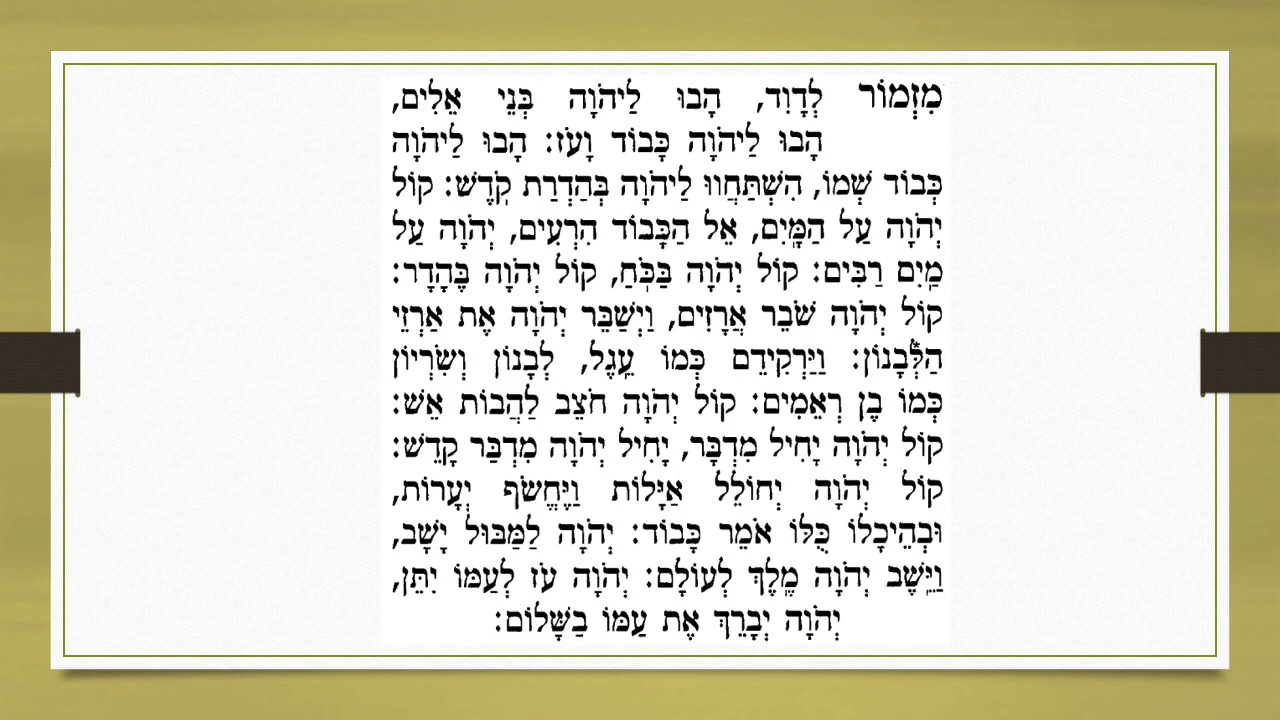 מִזְמוֹר לְדָוִד, הָבוּ לַיהֹוָה בְּנֵי אֵלִים,
הָבוּ לַיהֹוָה כָּבוֹד וָעֹז: הָבוּ לַיהֹוָה
כְּבוֹד שְׁמוֹ, הִשְׁתַּחֲווּ לַיהֹוָה בְּהַדְרַת קֹֽדֶשׁ: קוֹל
יְהֹוָה עַל הַמָּֽיִם, אֵל הַכָּבוֹד הִרְעִים, יְהֹוָה עַל
מַֽיִם רַבִּים: קוֹל יְהֹוָה בַּכֹּֽחַ, קוֹל יְהֹוָה בֶּהָדָר:
קוֹל יְהֹוָה שֹׁבֵר אֲרָזִים, וַיְשַׁבֵּר יְהֹוָה אֶת אַרְזֵי
הַלְּבָנוֹן: וַיַּרְקִידֵם כְּמוֹ עֵֽגֶל, לְבָנוֹן וְשִׂרְיוֹן
כְּמוֹ בֶן רְאֵמִים: קוֹל יְהֹוָה חֹצֵב לַהֲבוֹת אֵשׁ:
קוֹל יְהֹוָה יָחִיל מִדְבָּר, יָחִיל יְהֹוָה מִדְבַּר קָדֵשׁ:
קוֹל יְהֹוָה יְחוֹלֵל אַיָּלוֹת וַיֶּחֱשֹׂף יְעָרוֹת,
וּבְהֵיכָלוֹ כֻּלּוֹ אֹמֵר כָּבוֹד: יְהֹוָה לַמַּבּוּל יָשָׁב,
וַיֵּֽשֶׁב יְהֹוָה מֶֽלֶךְ לְעוֹלָם: יְהֹוָה עֹז לְעַמּוֹ יִתֵּן,
יְהֹוָה יְבָרֵךְ אֶת עַמּוֹ בַשָּׁלוֹם: